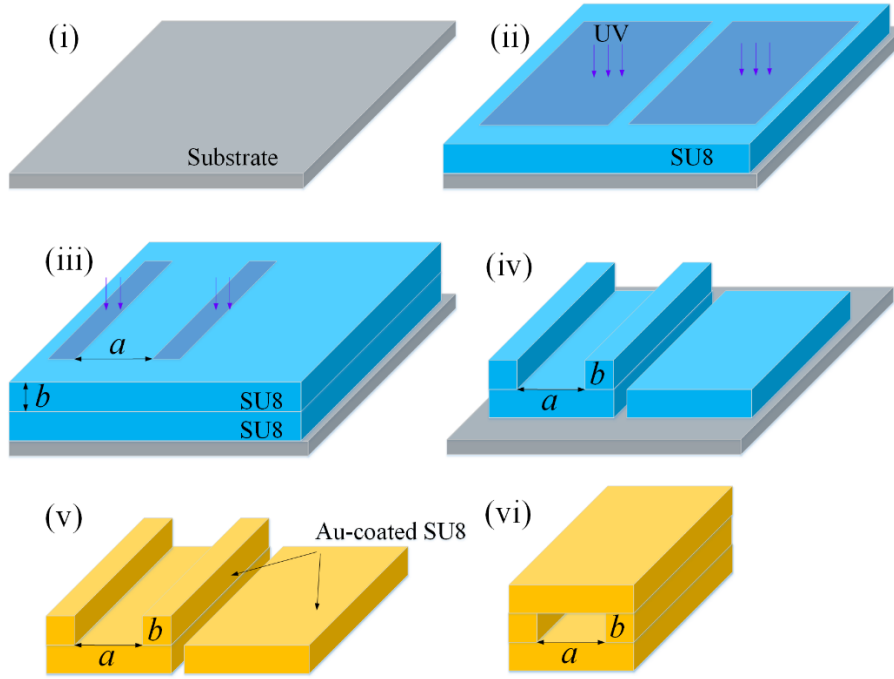 (i)
Substrate
(ii)
UV
SU8
(iii)
a
b
SU8
SU8
(iv)
b
a
(v)
Au-coated SU8
b
a
(vi)
b
a